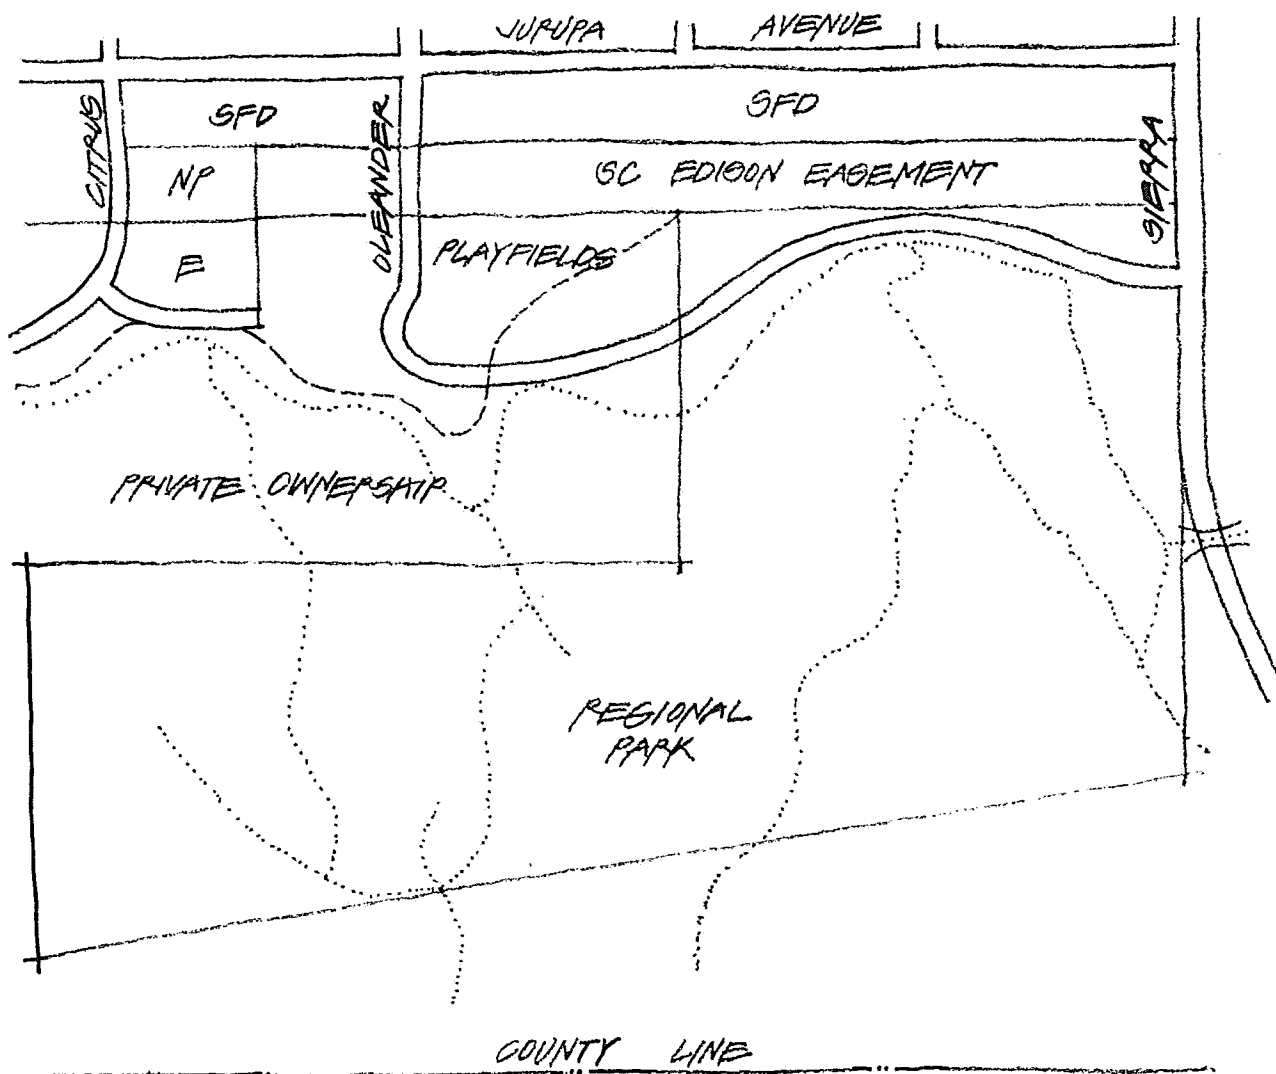 JURUPA AVENUE
CITRUS
SFD
OLEANDER
SFD
SIERRA
NP
SC EDISON EASEMENT
E
PLAYFIELDS
PRIVATE OWNERSHIP
REGIONAL
PARK
COUNTY LINE